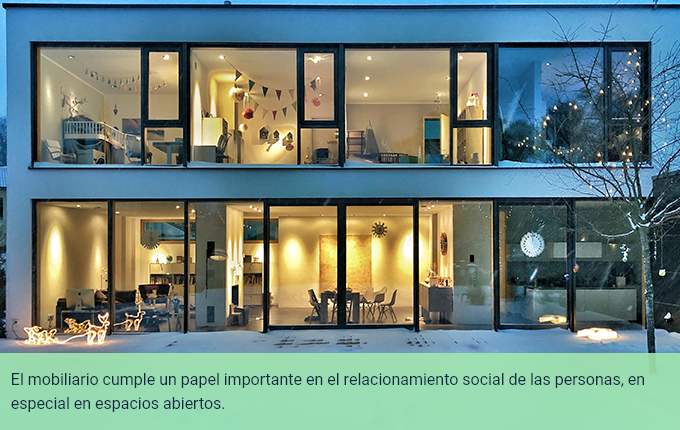 El mobiliario cumple un papel importante en el relacionamiento social de las personas, en
especial en espacios abiertos.